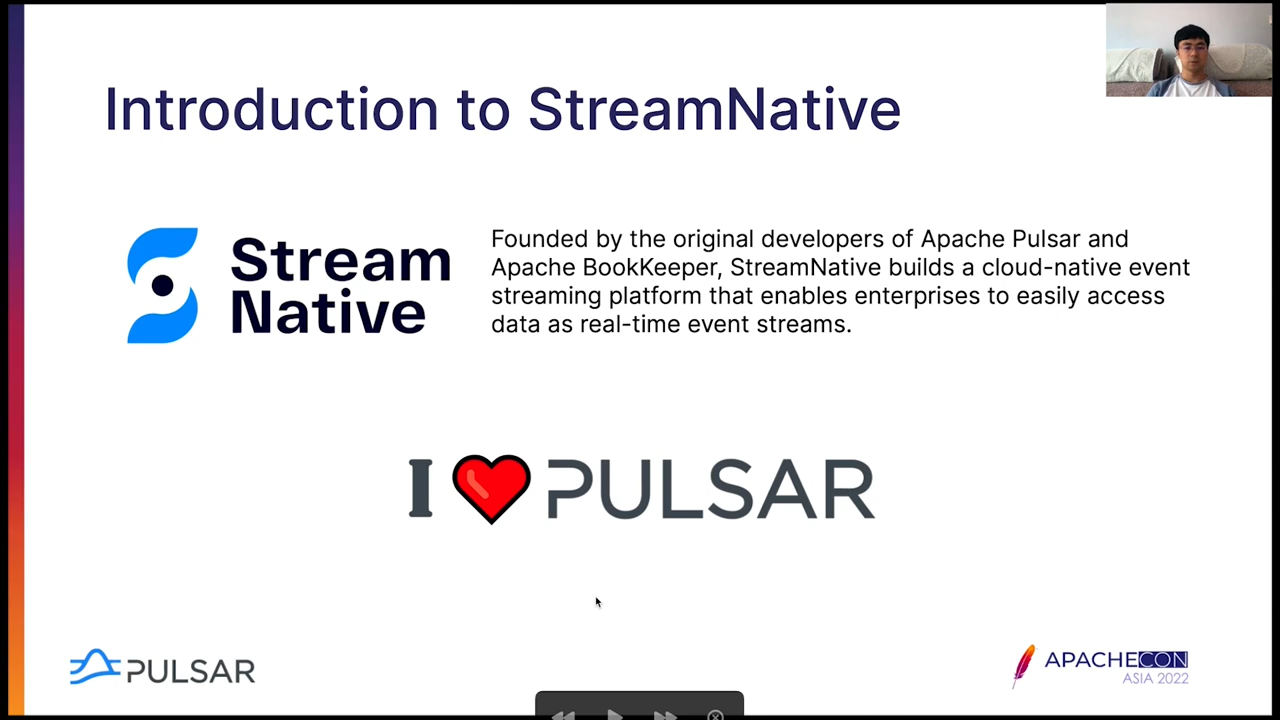 Introduction to StreamNative
Stream
Native
Founded by the original developers of Apache Pulsar and
Apache BookKeeper, StreamNative builds a cloud-native event
streaming platform that enables enterprises to easily access
data as real-time event streams.
I PULSAR
PULSAR
APACHECON
ASIA 2022